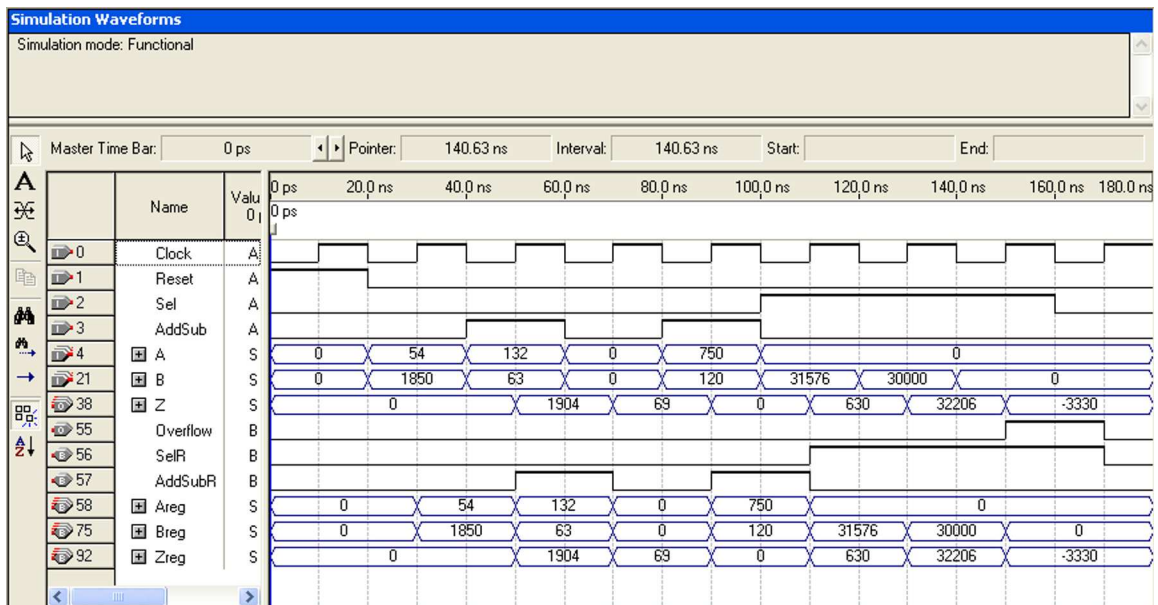 Simulation Waveforms
Simulation mode: Functional
Master Time Bar: 0 ps Pointer: 140.63 ns Interval: 140.63 ns Start: End:
Name Valu 0 0 ps 20.0 ns 40.0 ns 60.0 ns 80.0 ns 100.0 ns 120.0 ns 140.0 ns 160.0 ns 180.0 ns
0 ps
0 Clock A
1 Reset A
2 Sel A
3 AddSub A
4 A S 0 54 132 0 750 0
21 B S 0 1850 63 0 120 31576 30000 0
38 Z S 0 1904 69 0 630 32206 -3330
55 Overflow B
56 SelR B
57 AddSubR B
58 Areg S 0 54 132 0 750 0
75 Breg S 0 1850 63 0 120 31576 30000 0
92 Zreg S 0 1904 69 0 630 32206 -3330